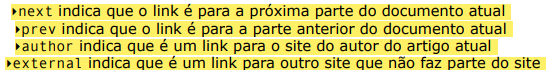 ▸next indica que o link é para a próxima parte do documento atual
▸prev indica que o link é para a parte anterior do documento atual
▸author indica que é um link para o site do autor do artigo atual
▸external indica que é um link para outro site que não faz parte do site